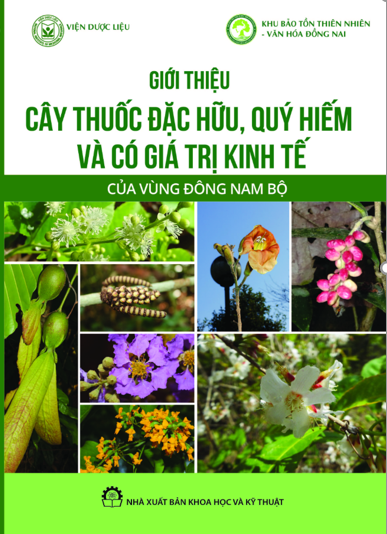 VIỆN DƯỢC LIỆU
KHU BẢO TỒN THIÊN NHIÊN
- VĂN HÓA ĐỒNG NAI
GIỚI THIỆU
CÂY THUỐC ĐẶC HỮU, QUÝ HIẾM
VÀ CÓ GIÁ TRỊ KINH TẾ
CỦA VÙNG ĐÔNG NAM BỘ
NHÀ XUẤT BẢN KHOA HỌC VÀ KỸ THUẬT